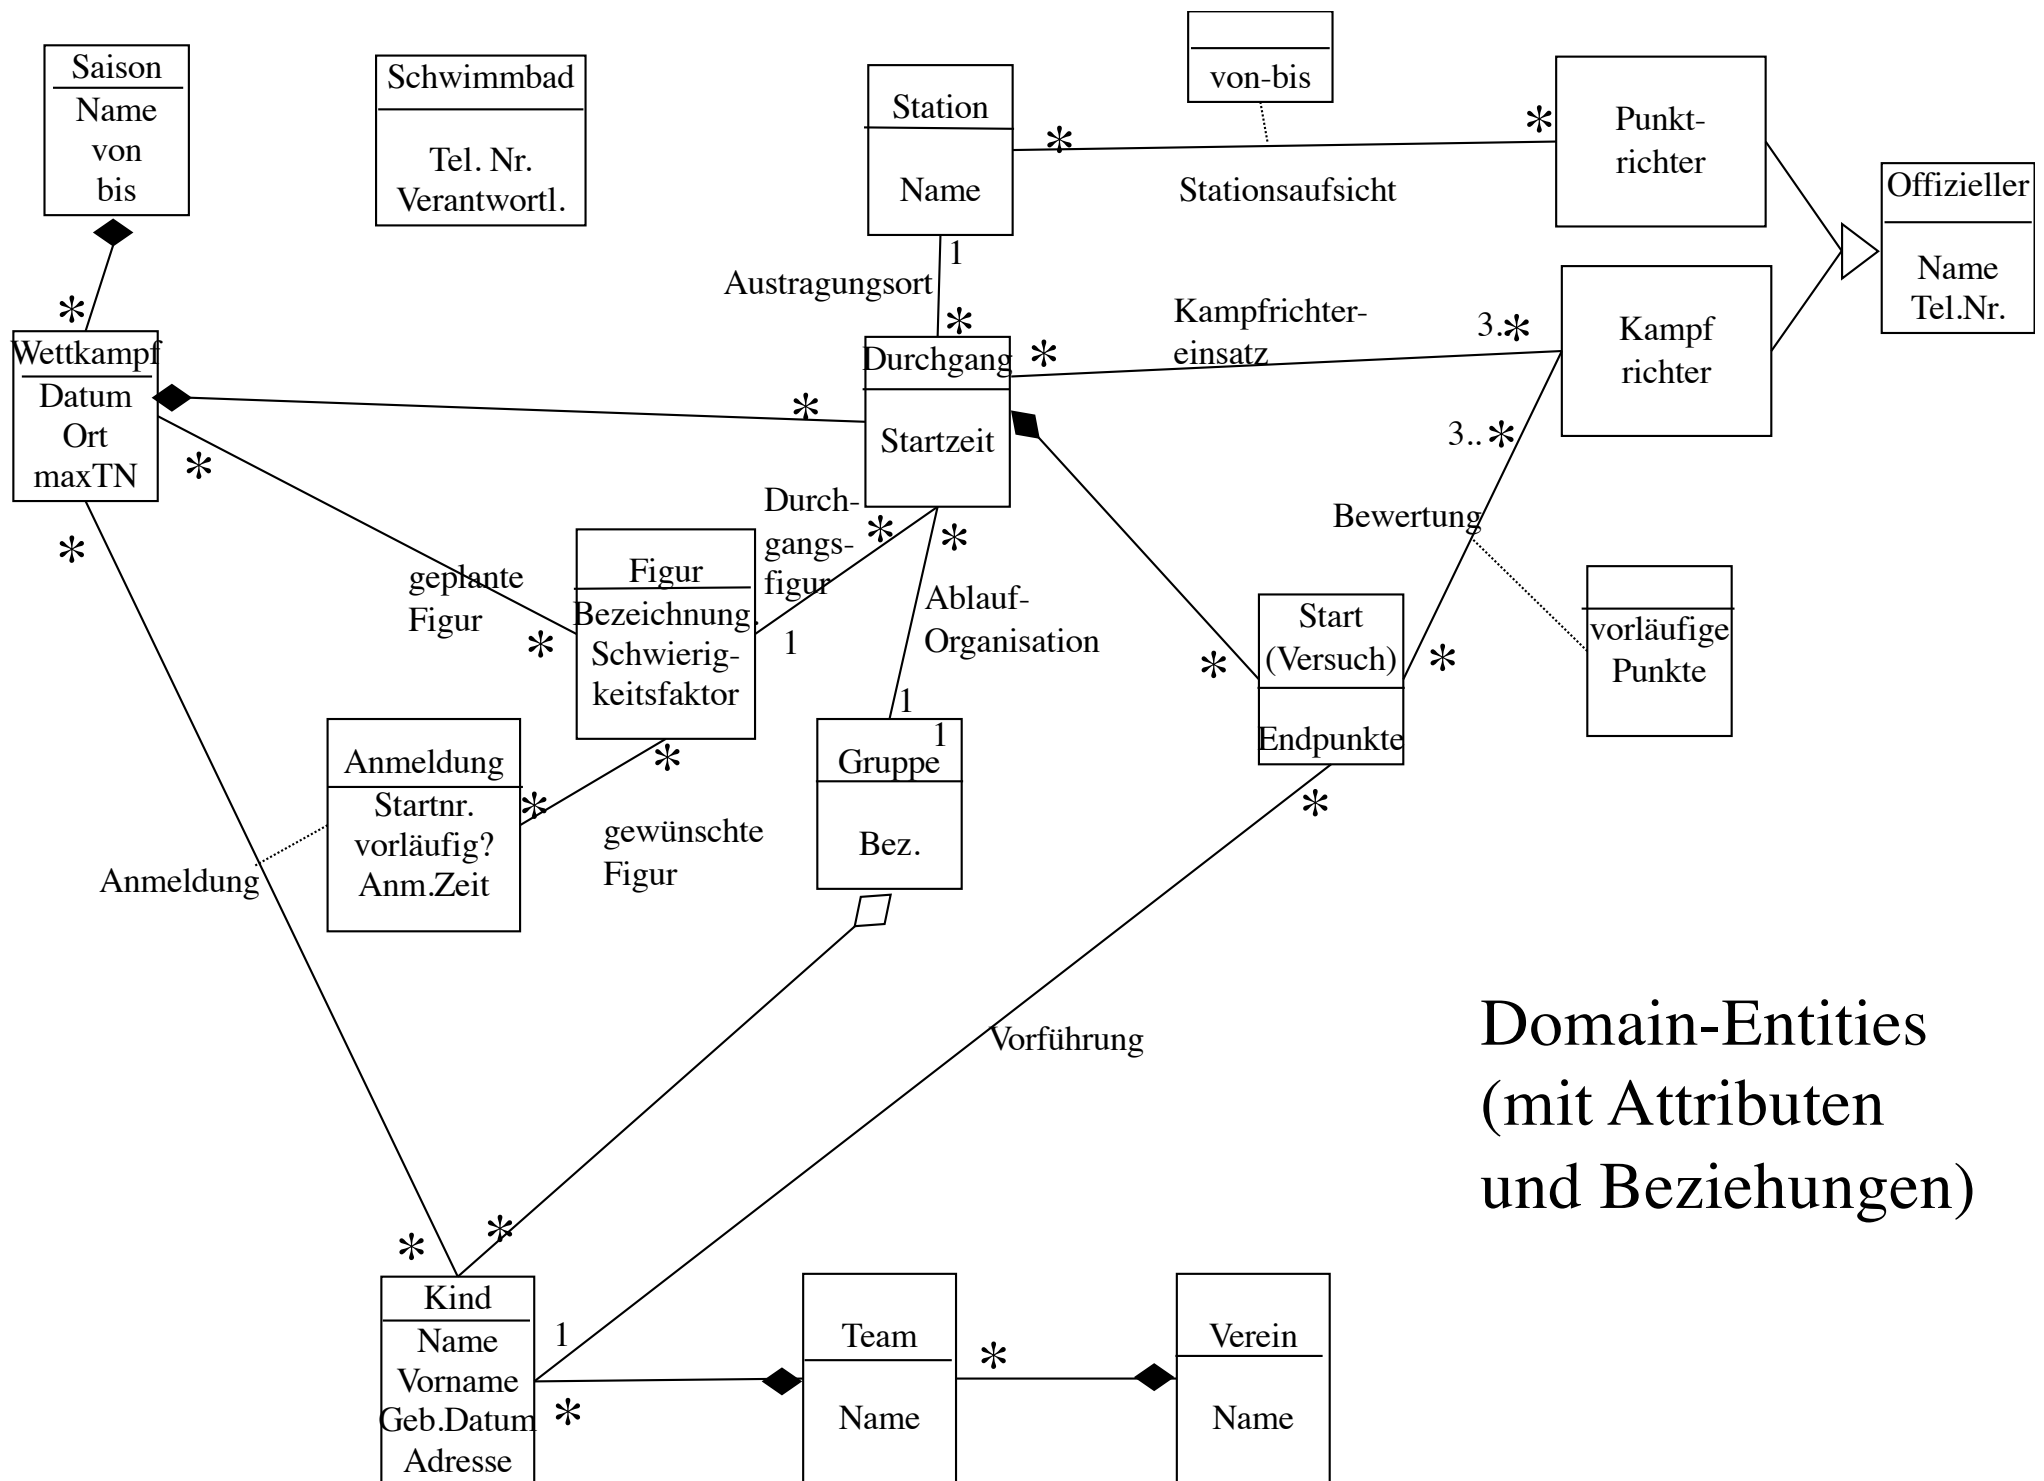 Saison
Name
von
bis
Schwimmbad
Tel. Nr.
Verantwortl.
Station
Name
von-bis
Punkt-
richter
Stationsaufsicht
* *
Offizieller
Name
Tel.Nr.
1
Austragungsort
*
*
Wettkampf
Datum
Ort
maxTN
Durchgang
Startzeit
*
Kampfrichter-
einsatz
3.*
Kampf
richter
*
*
3..*
Bewertung
*
geplante
Figur
*
Figur
Bezeichnung.
Schwierig-
keitsfaktor
Durch-
gangs-
figur
*
1
*
Ablauf-
Organisation
1
*
Start
(Versuch)
Endpunkte
*
vorläufige
Punkte
Anmeldung
Startnr.
vorläufig?
Anm.Zeit
*
*
gewünschte
Figur
1
Gruppe
Bez.
*
Anmeldung
Vorführung
Domain-Entities
(mit Attributen
und Beziehungen)
*
*
Kind
Name
Vorname
Geb.Datum
Adresse
1
*
Team
Name
*
Verein
Name